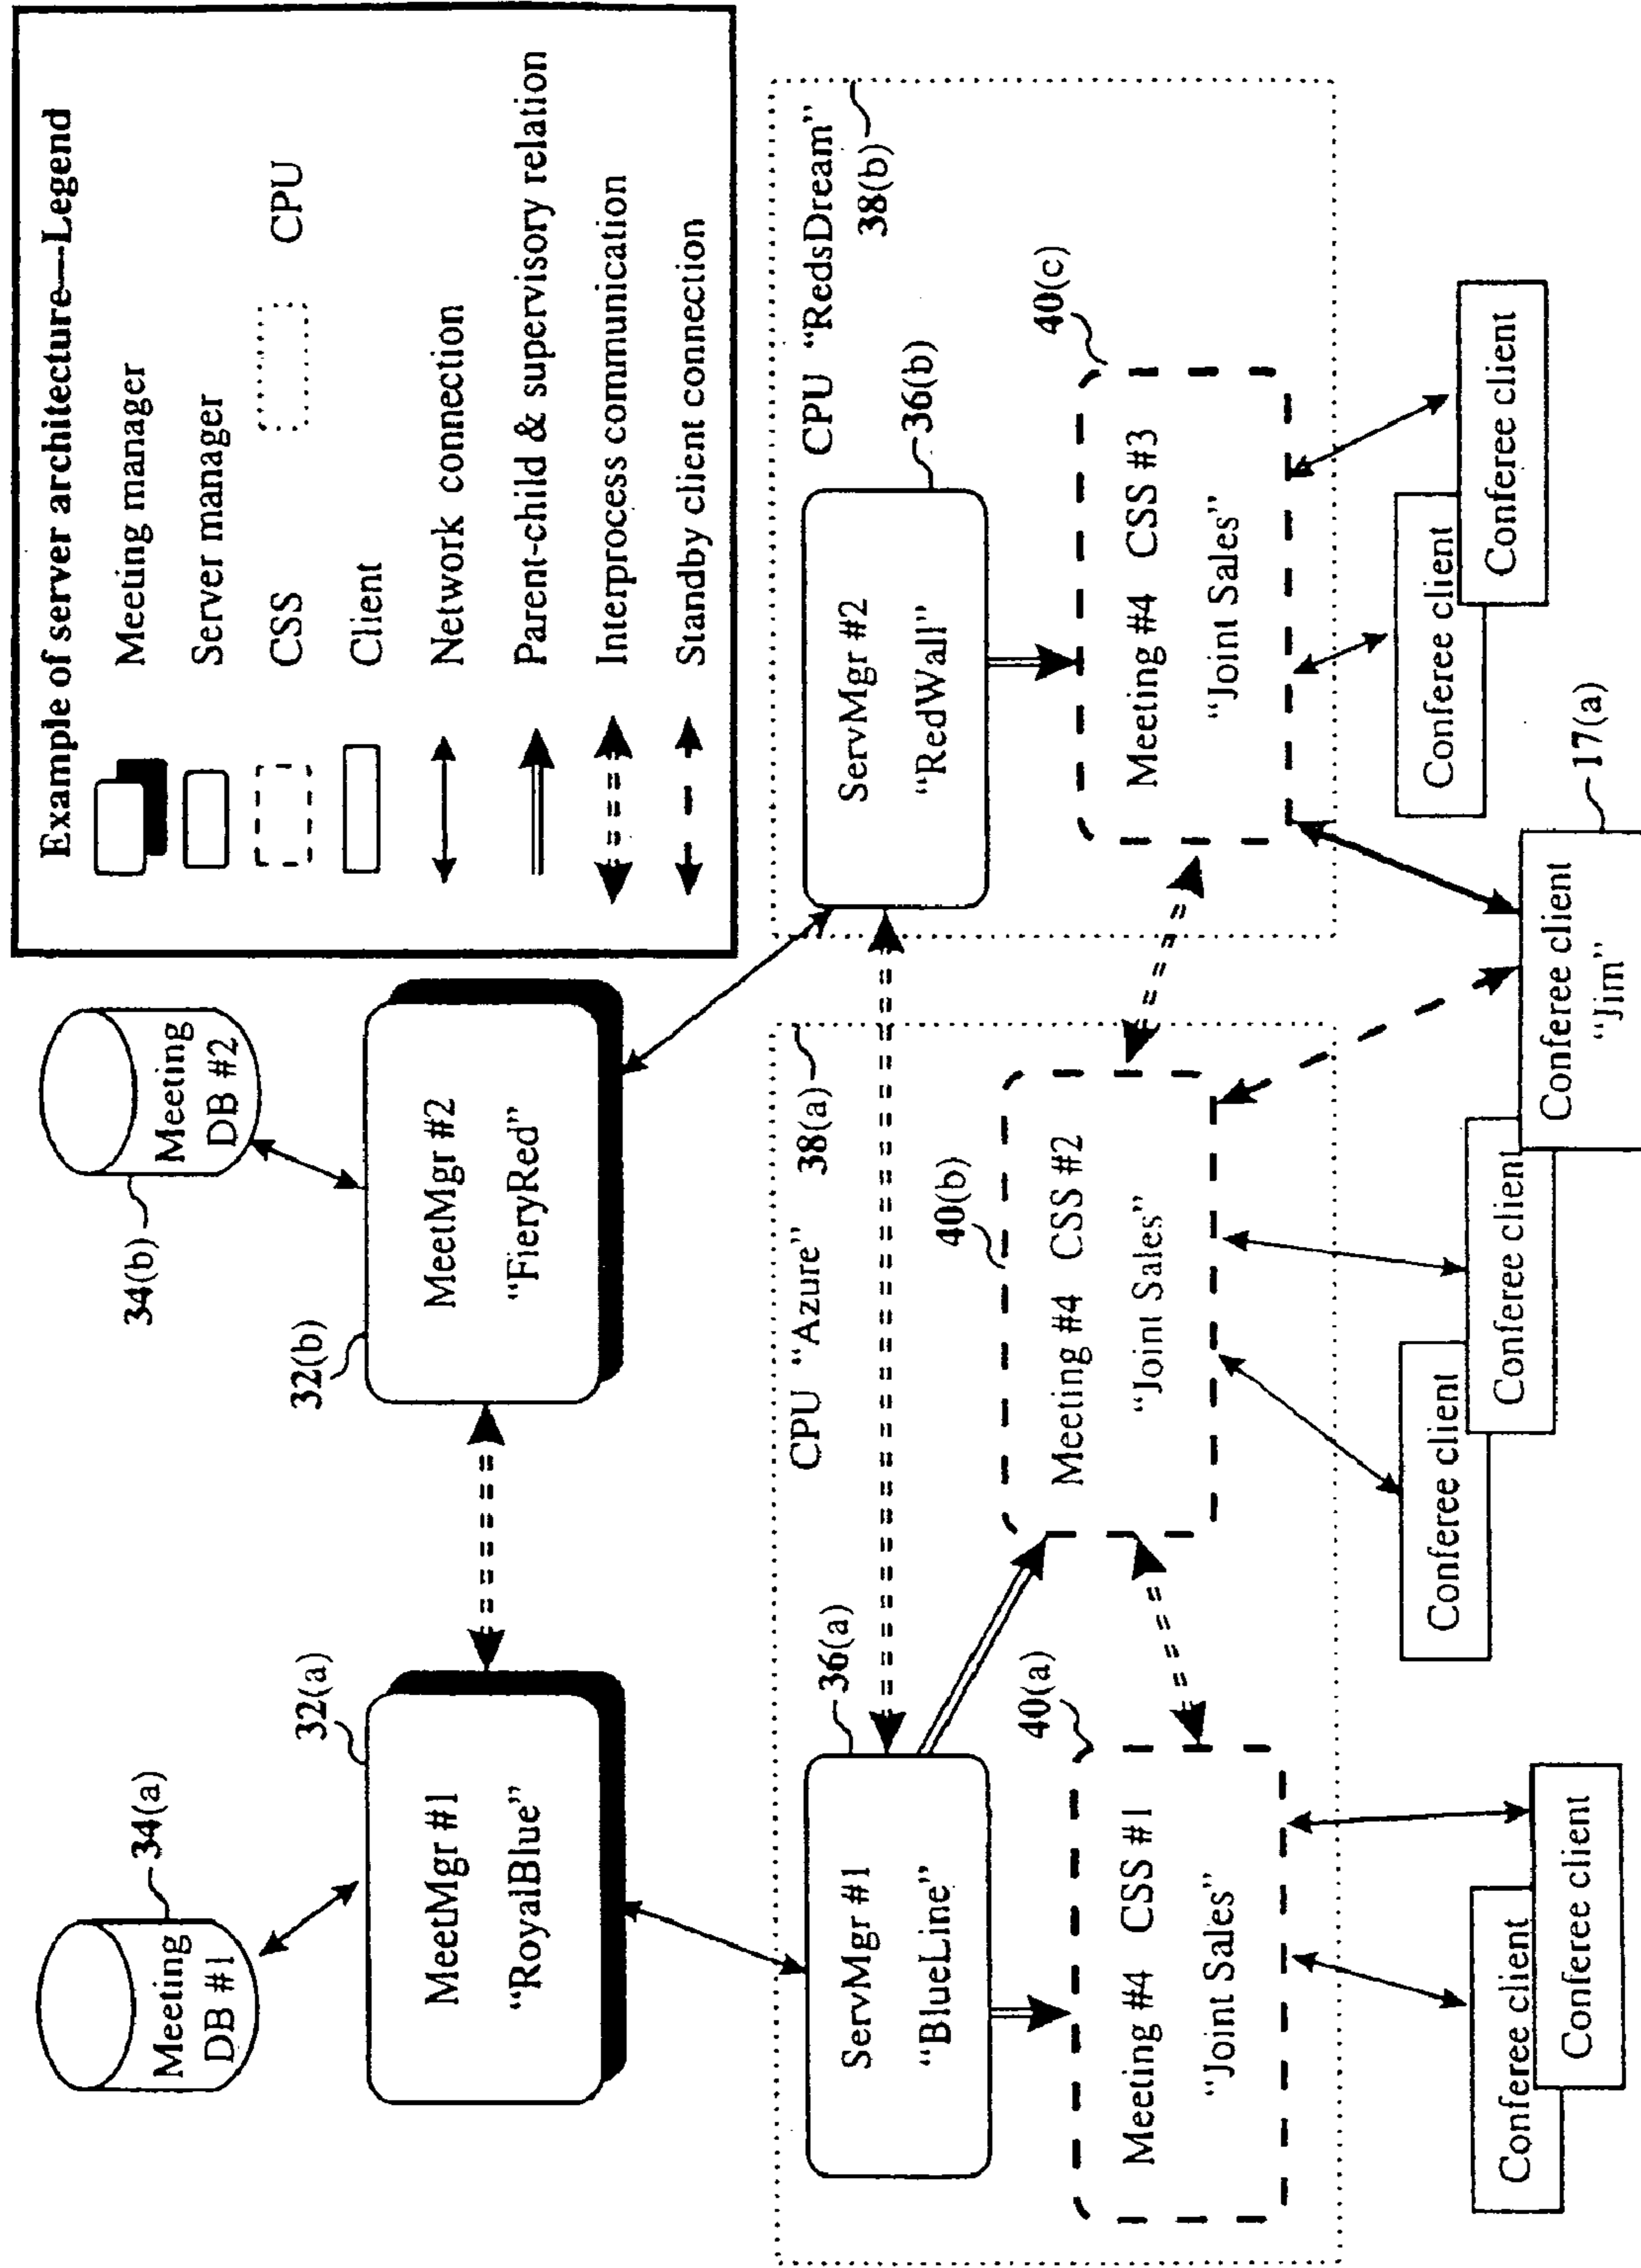 Example of server architecture—Legend
Meeting manager
Server manager
CSS
CPU
Client
Network connection
Parent-child & supervisory relation
Interprocess communication
Standby client connection
34(a)
Meeting
DB #1
34(b)
Meeting
DB #2
32(a)
MeetMgr #1
“RoyalBlue”
32(b)
MeetMgr #2
“FieryRed”
CPU “Azure”
38(a)
CPU “RedsDream”
38(b)
36(a)
ServMgr #1
“BlueLine”
36(b)
ServMgr #2
“RedWall”
40(a)
Meeting #4 CSS #1
“Joint Sales”
40(b)
Meeting #4 CSS #2
“Joint Sales”
40(c)
Meeting #4 CSS #3
“Joint Sales”
Conferee client
Conferee client
Conferee client
Conferee client
Conferee client
“Jim”
17(a)
Conferee client
Conferee client